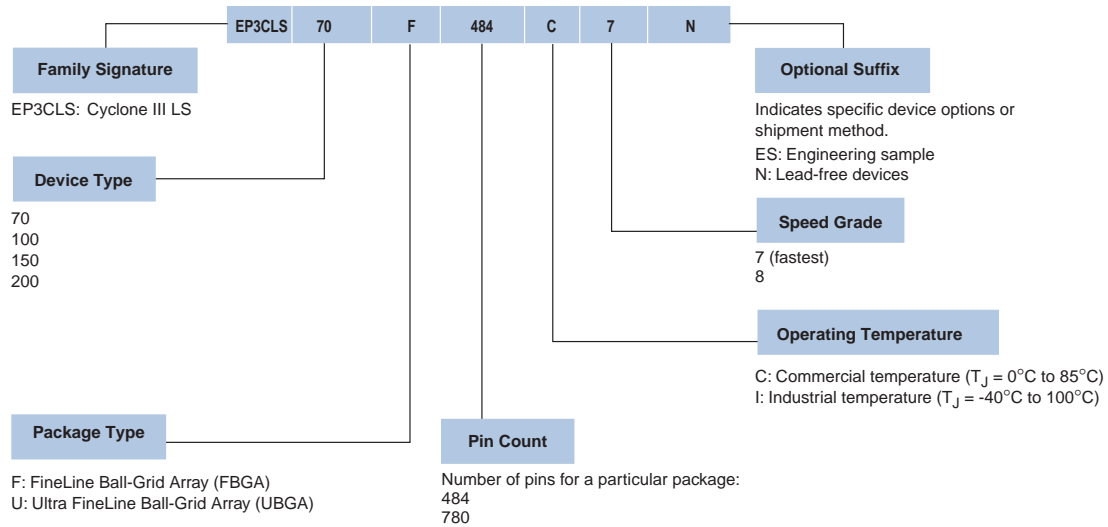 EP3CLS 70 F 484 C 7 N
Family Signature
EP3CLS: Cyclone III LS
Optional Suffix
Indicates specific device options or
shipment method.
ES: Engineering sample
N: Lead-free devices
Device Type
70
100
150
200
Speed Grade
7 (fastest)
8
Operating Temperature
C: Commercial temperature (TJ = 0°C to 85°C)
I: Industrial temperature (TJ = -40°C to 100°C)
Package Type
F: FineLine Ball-Grid Array (FBGA)
U: Ultra FineLine Ball-Grid Array (UBGA)
Pin Count
Number of pins for a particular package:
484
780